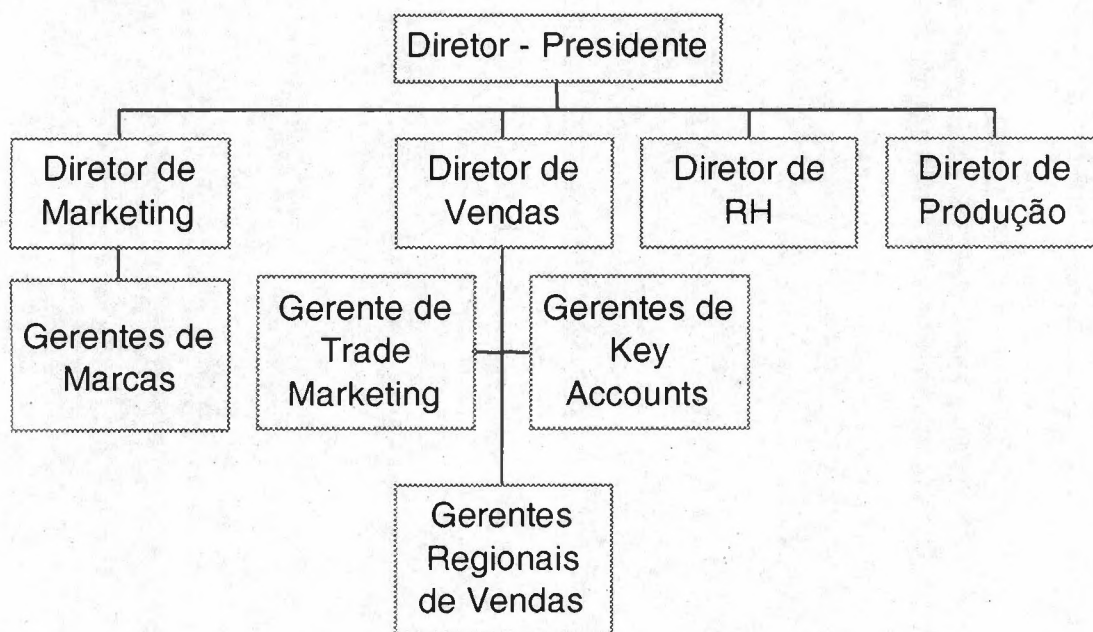 Diretor - Presidente
Diretor de
Marketing
Diretor de
Vendas
Diretor de
RH
Diretor de
Produção
Gerentes de
Marcas
Gerente de
Trade
Marketing
Gerentes de
Key
Accounts
Gerentes
Regionais
de Vendas